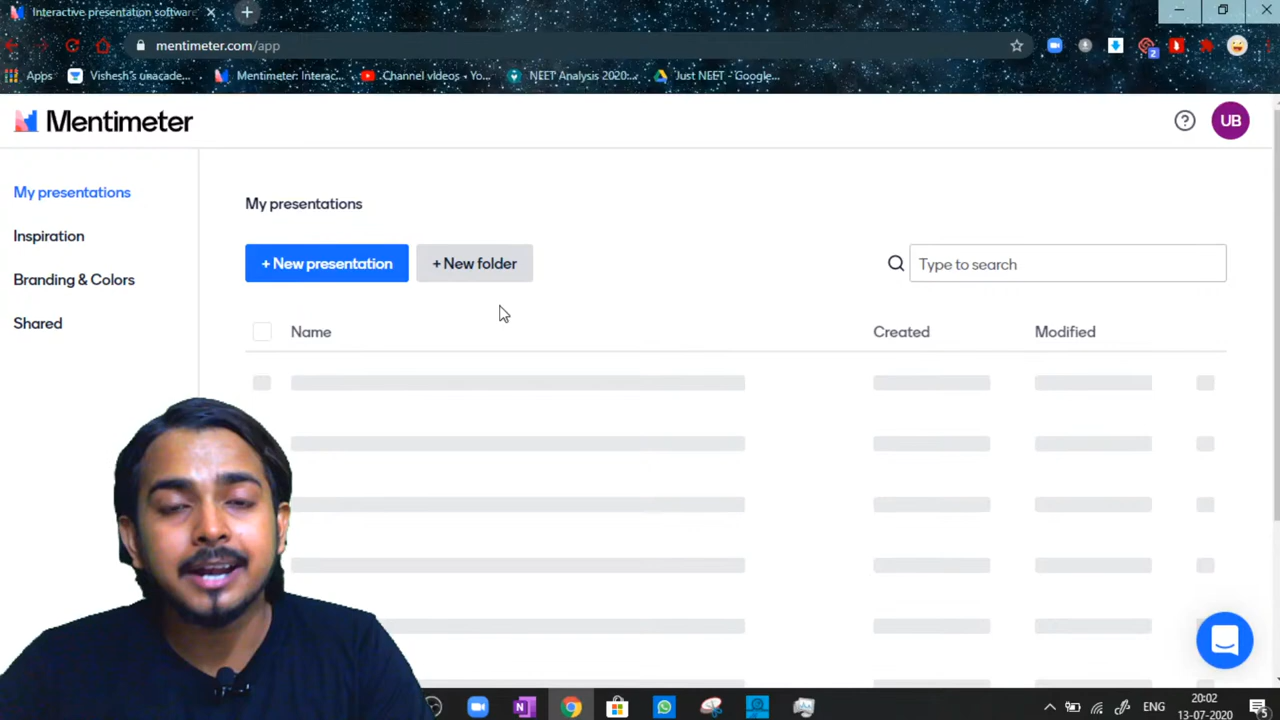 Interactive presentation software
mentimeter.com/app
2
Apps
Vishesh's unacade...
Mentimeter: Interac...
Channel videos - Yo...
NEET Analysis 2020:...
Just NEET - Google...
Mentimeter
UB
My presentations
Inspiration
Branding & Colors
Shared
My presentations
+ New presentation
+ New folder
Type to search
Name
Created
Modified
ENG
20:02
13-07-2020
5